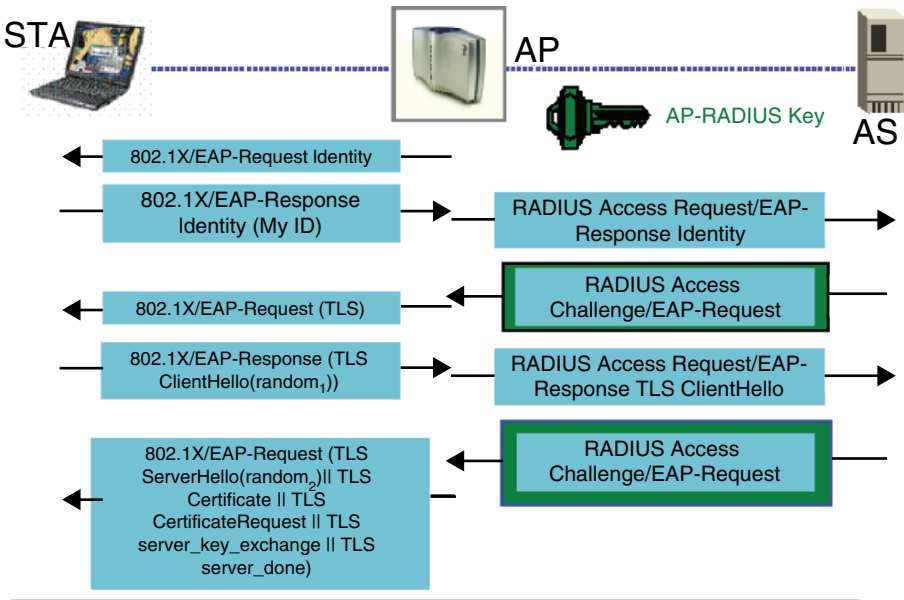 STA
AP
AP-RADIUS Key
AS
802.1X/EAP-Request Identity
802.1X/EAP-Response
Identity (My ID)
RADIUS Access Request/EAP-
Response Identity
RADIUS Access
Challenge/EAP-Request
802.1X/EAP-Request (TLS)
802.1X/EAP-Response (TLS
ClientHello(random₁))
RADIUS Access Request/EAP-
Response TLS ClientHello
802.1X/EAP-Request (TLS
ServerHello(random₂)|| TLS
Certificate || TLS
CertificateRequest || TLS
server_key_exchange || TLS
server_done)
RADIUS Access
Challenge/EAP-Request